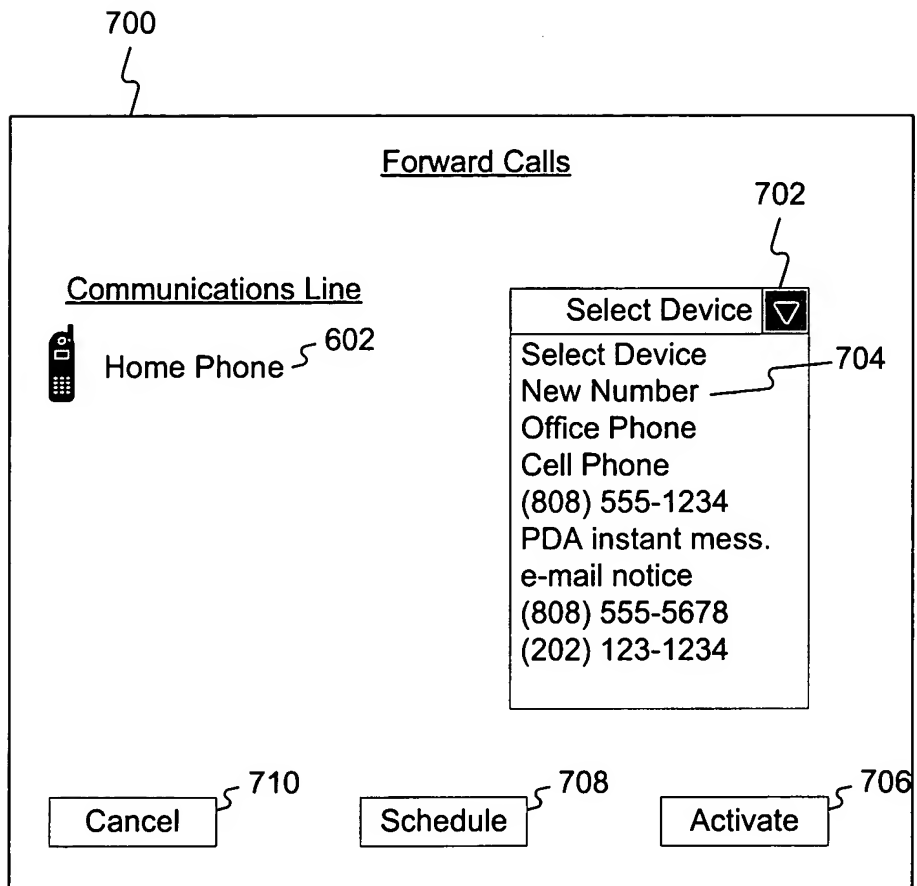 700
Forward Calls
702
Communications Line
Select Device
Home Phone 602
Select Device
New Number 704
Office Phone
Cell Phone
(808) 555-1234
PDA instant mess.
e-mail notice
(808) 555-5678
(202) 123-1234
710 708 706
Cancel Schedule Activate